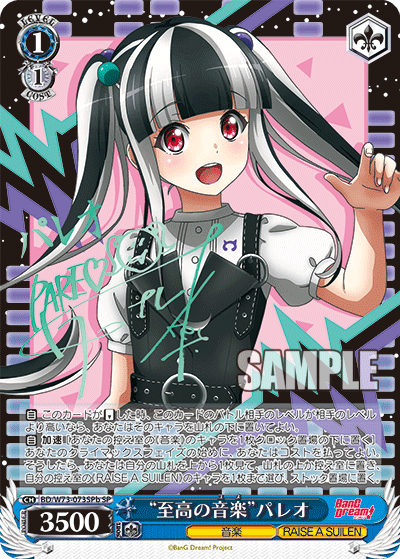 LEVEL
1
1
COST
パレオ
PAREO
SAMPLE
自 このカードが した時、このカードのバトル相手のレベルが相手のレベル
より高いなら、あなたはそのキャラを山札の下に置いてよい。
自 加速 [あなたの控え室の《音楽》のキャラを1枚クロック置場の下に置く]
あなたのクライマックスフェイズの始めに、あなたはコストを払ってよい。
そうしたら、あなたは自分の山札を上から1枚見て、山札の上か控え室に置き、
自分の控え室の《RAISE A SUILEN》のキャラを1枚まで選び、ストック置場に置く。
CH BD/W73-073SPb SP
3500
"至高の音楽"パレオ
BanG Dream!
音楽
RAISE A SUILEN
©BanG Dream! Project